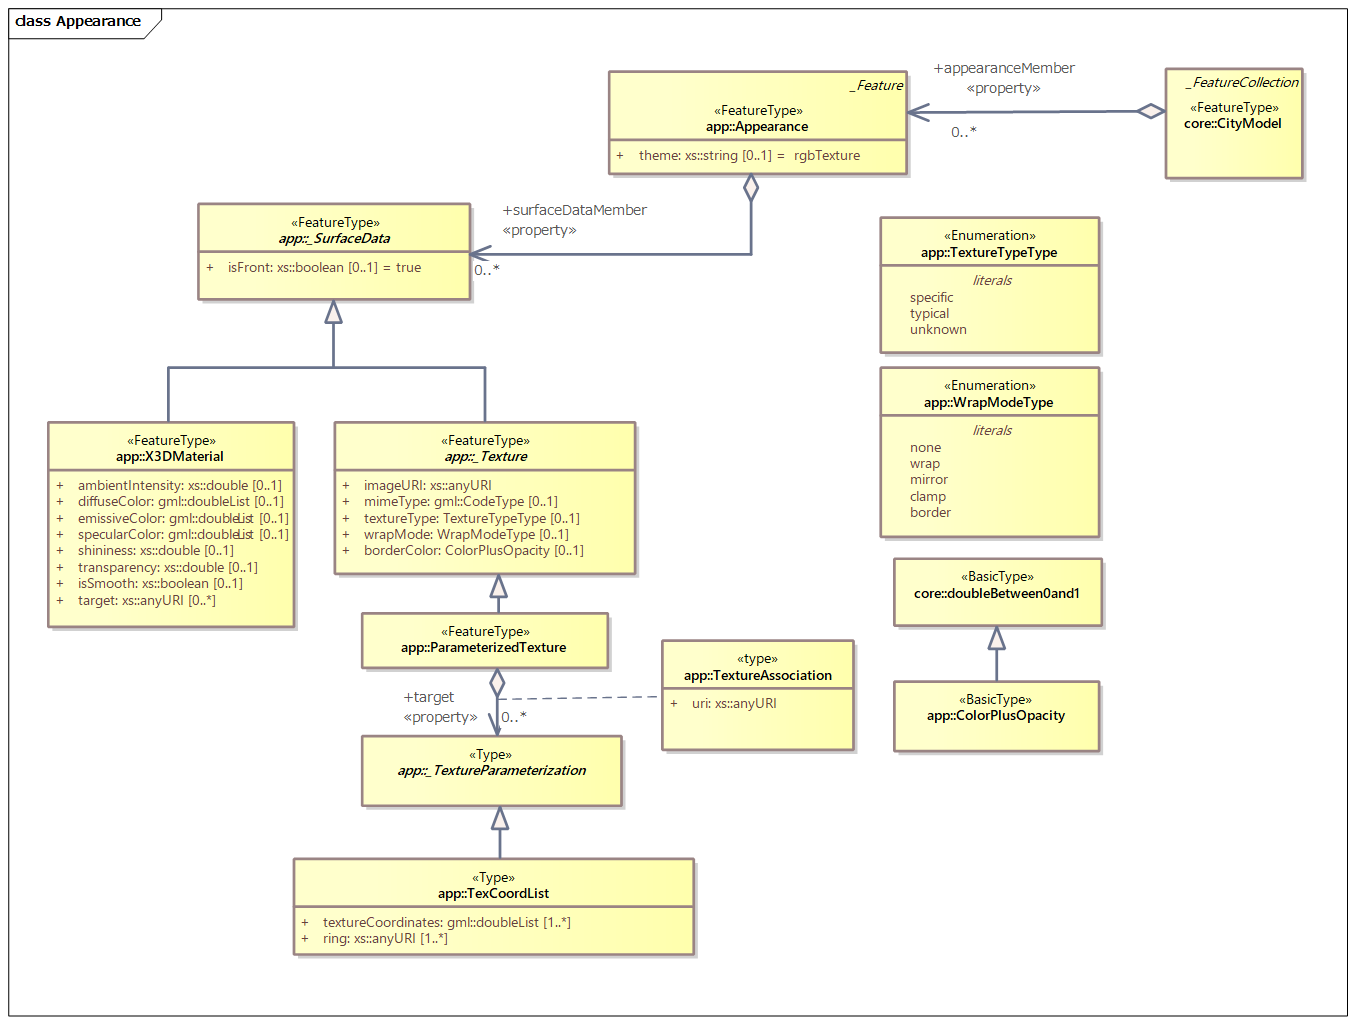 class Appearance
+appearanceMember
«property»
0..*
_FeatureCollection
«FeatureType»
core::CityModel
_Feature
«FeatureType»
app::Appearance
+ theme: xs::string [0..1] = rgbTexture
+surfaceDataMember
«property»
0..*
«FeatureType»
app::_SurfaceData
+ isFront: xs::boolean [0..1] = true
«Enumeration»
app::TextureTypeType
literals
specific
typical
unknown
«Enumeration»
app::WrapModeType
literals
none
wrap
mirror
clamp
border
«FeatureType»
app::X3DMaterial
+ ambientIntensity: xs::double [0..1]
+ diffuseColor: gml::doubleList [0..1]
+ emissiveColor: gml::doubleList [0..1]
+ specularColor: gml::doubleList [0..1]
+ shininess: xs::double [0..1]
+ transparency: xs::double [0..1]
+ isSmooth: xs::boolean [0..1]
+ target: xs::anyURI [0..*]
«FeatureType»
app::_Texture
+ imageURI: xs::anyURI
+ mimeType: gml::CodeType [0..1]
+ textureType: TextureTypeType [0..1]
+ wrapMode: WrapModeType [0..1]
+ borderColor: ColorPlusOpacity [0..1]
«BasicType»
core::doubleBetween0and1
«FeatureType»
app::ParameterizedTexture
«type»
app::TextureAssociation
+ uri: xs::anyURI
«BasicType»
app::ColorPlusOpacity
+target
«property»
0..*
«Type»
app::_TextureParameterization
«Type»
app::TexCoordList
+ textureCoordinates: gml::doubleList [1..*]
+ ring: xs::anyURI [1..*]